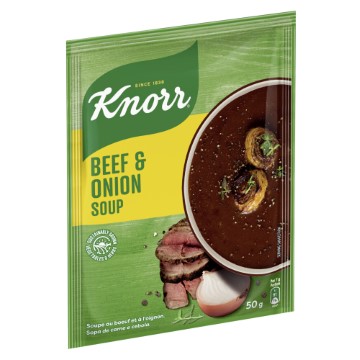 SINCE 1838
Knorr
BEEF &
ONION
SOUP
Soupe au boeuf et à l'oignon.
Sopa de carne e cebola
50g